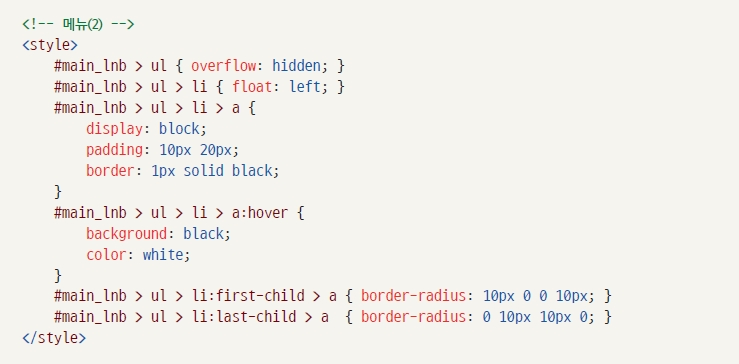 <!-- 메뉴(2) -->
<style>
    #main_lnb > ul { overflow: hidden; }
    #main_lnb > ul > li { float: left; }
    #main_lnb > ul > li > a {
        display: block;
        padding: 10px 20px;
        border: 1px solid black;
    }
    #main_lnb > ul > li > a:hover {
        background: black;
        color: white;
    }
    #main_lnb > ul > li:first-child > a { border-radius: 10px 0 0 10px; }
    #main_lnb > ul > li:last-child > a  { border-radius: 0 10px 10px 0; }
</style>